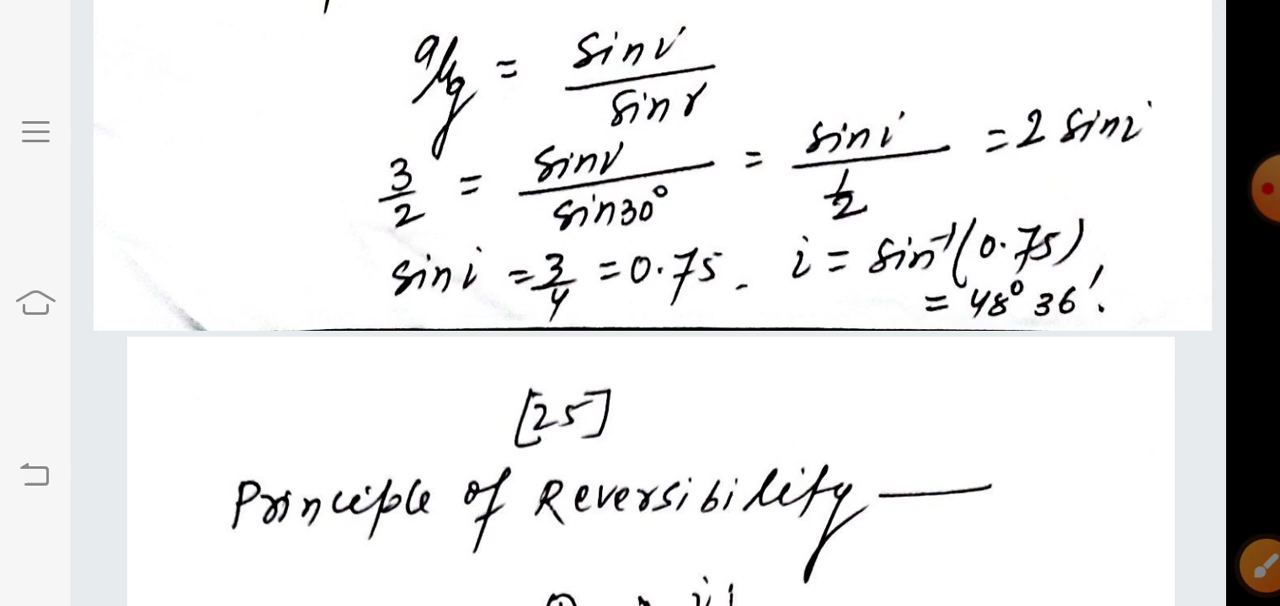 ᵃμg = sin i / sin r
3/2 = sin i / sin 30° = sin i / ½ = 2 sin i
sin i = 3/4 = 0.75. i = sin⁻¹(0.75)
= 48° 36'.
[25]
Principle of Reversibility —